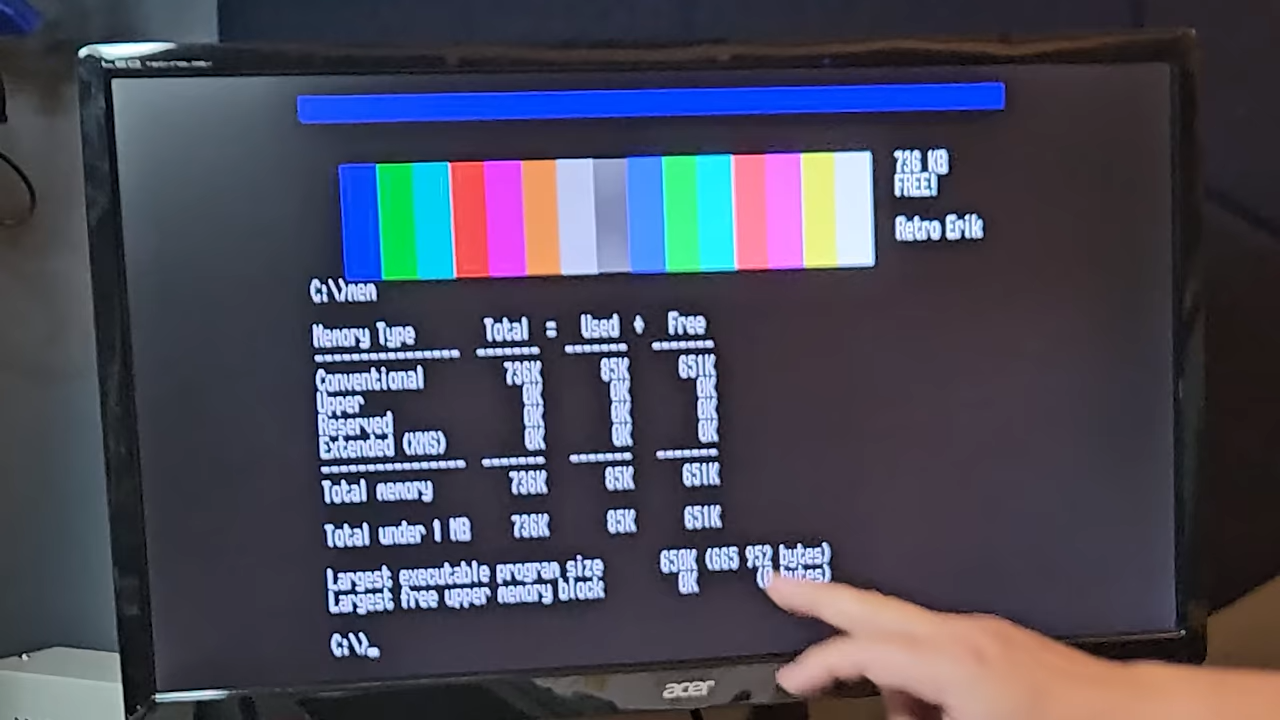 736 KB
FREE!
Retro Erik
C:\>mem
Memory Type Total = Used + Free
Conventional 736K 85K 651K
Upper 0K 0K 0K
Reserved 0K 0K 0K
Extended (XMS) 0K 0K 0K
Total memory 736K 85K 651K
Total under 1 MB 736K 85K 651K
Largest executable program size 650K (665 952 bytes)
Largest free upper memory block 0K (0 bytes)
C:\>_
acer